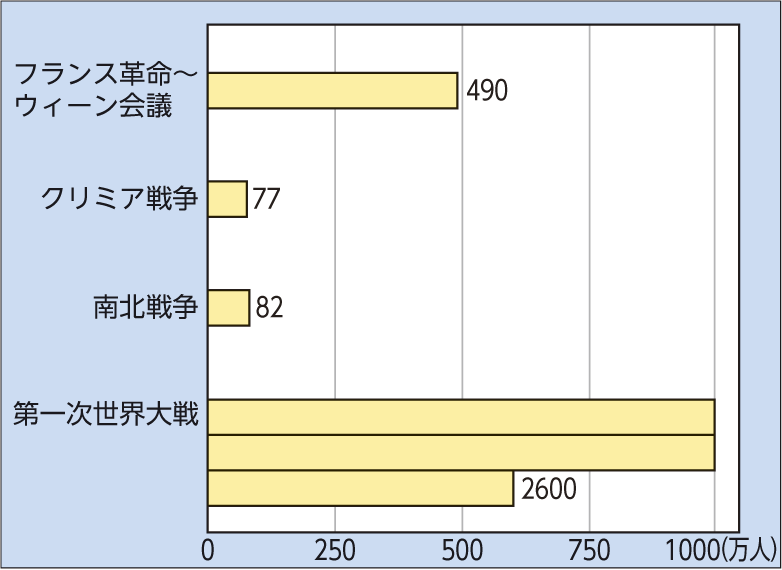 フランス革命～
ウィーン会議
490
クリミア戦争
77
南北戦争
82
第一次世界大戦
2600
0 250 500 750 1000(万人)